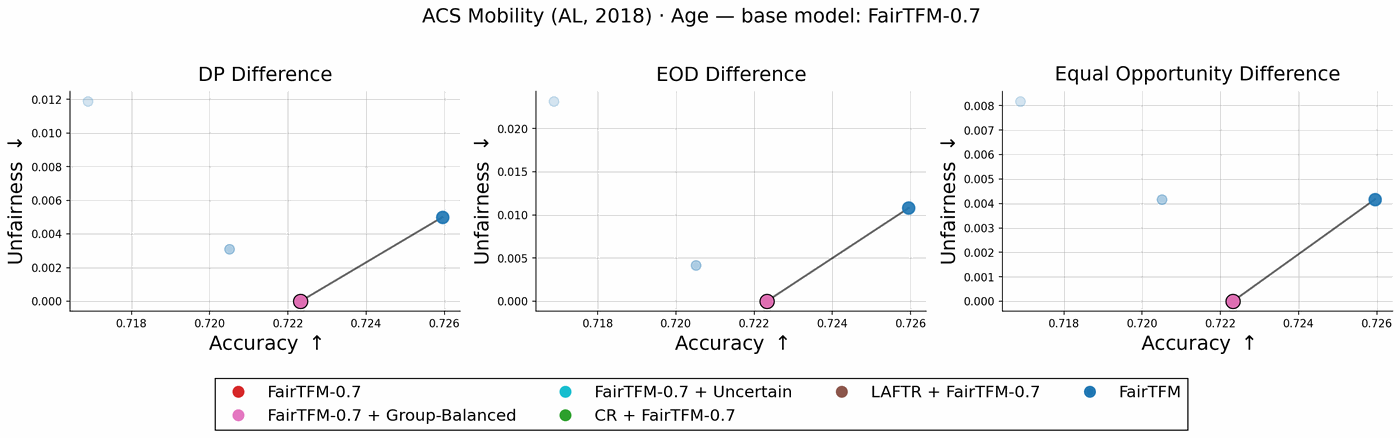 ACS Mobility (AL, 2018) · Age — base model: FairTFM-0.7
DP Difference
Unfairness ↓
0.012
0.010
0.008
0.006
0.004
0.002
0.000
0.718 0.720 0.722 0.724 0.726
Accuracy ↑
EOD Difference
Unfairness ↓
0.020
0.015
0.010
0.005
0.000
0.718 0.720 0.722 0.724 0.726
Accuracy ↑
Equal Opportunity Difference
Unfairness ↓
0.008
0.007
0.006
0.005
0.004
0.003
0.002
0.001
0.000
0.718 0.720 0.722 0.724 0.726
Accuracy ↑
FairTFM-0.7 FairTFM-0.7 + Uncertain LAFTR + FairTFM-0.7 FairTFM
FairTFM-0.7 + Group-Balanced CR + FairTFM-0.7